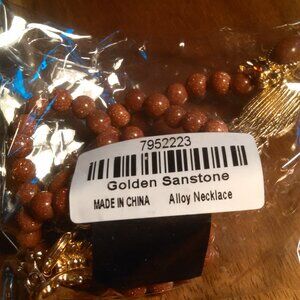 7952223
Golden Sanstone
MADE IN CHINA Alloy Necklace